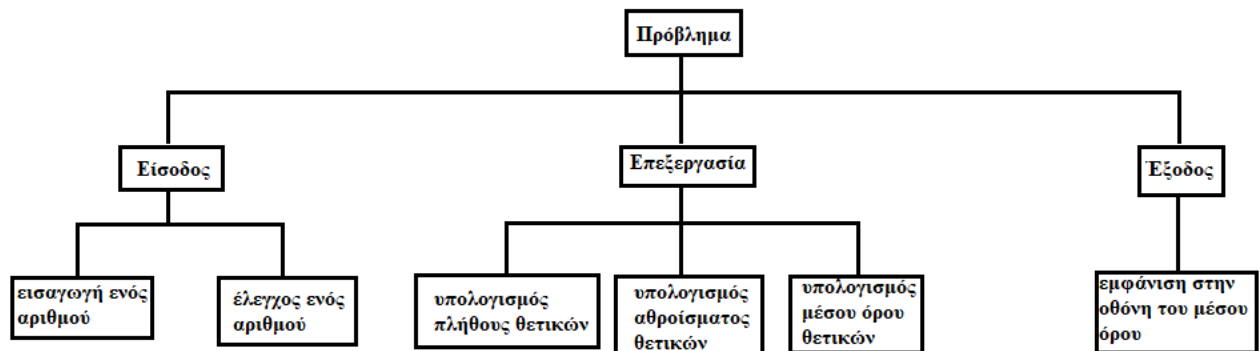 Πρόβλημα
Είσοδος
Επεξεργασία
Έξοδος
εισαγωγή ενός
αριθμού
έλεγχος ενός
αριθμού
υπολογισμός
πλήθους θετικών
υπολογισμός
αθροίσματος
θετικών
υπολογισμός
μέσου όρου
θετικών
εμφάνιση στην
οθόνη του μέσου
όρου